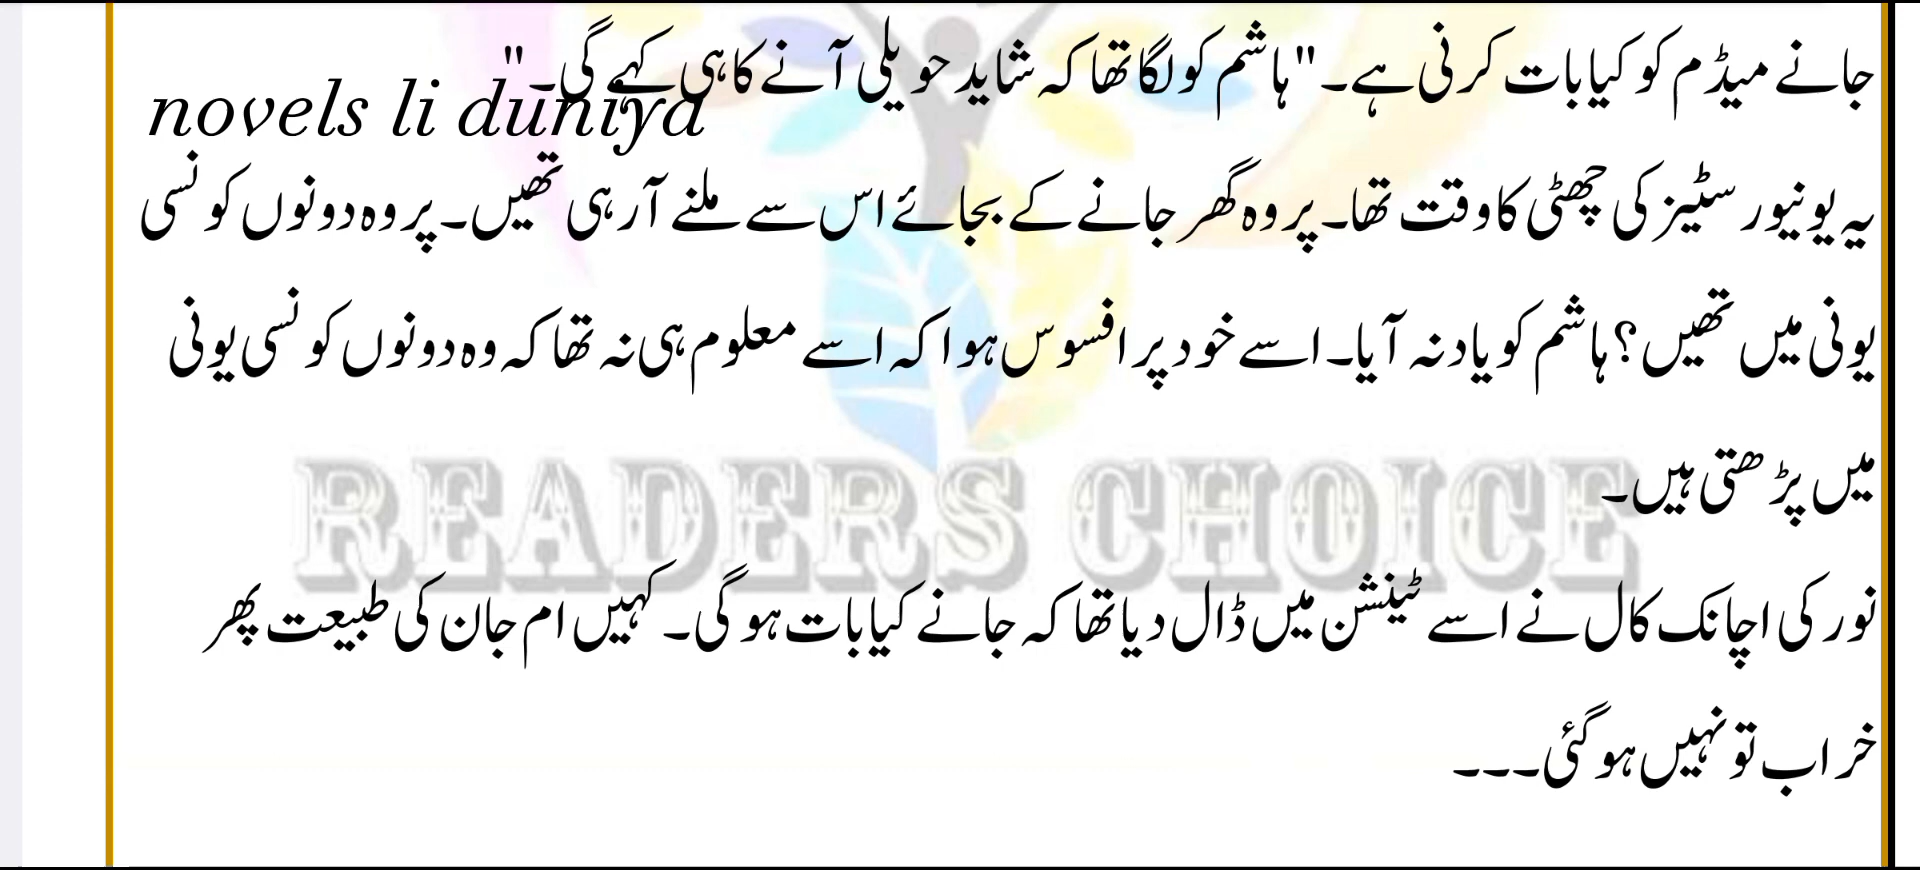 جانے میڈم کو کیا بات کرنی ہے۔"ہاشم کو لگا تھا کہ شاید حویلی آنے کا ہی کہے گی۔"
novels li duniya
یہ یونیورسٹیز کی چھٹی کا وقت تھا۔ پر وہ گھر جانے کے بجائے اس سے ملنے آرہی تھیں۔ پر وہ دونوں کونسی
یونی میں تھیں؟ ہاشم کو یاد نہ آیا۔ اسے خود پر افسوس ہوا کہ اسے معلوم ہی نہ تھا کہ وہ دونوں کونسی یونی
میں پڑھتی ہیں۔
READERS CHOICE
نور کی اچانک کال نے اسے ٹینشن میں ڈال دیا تھا کہ جانے کیا بات ہوگی۔ کہیں ام جان کی طبیعت پھر
خراب تو نہیں ہوگئی۔۔۔